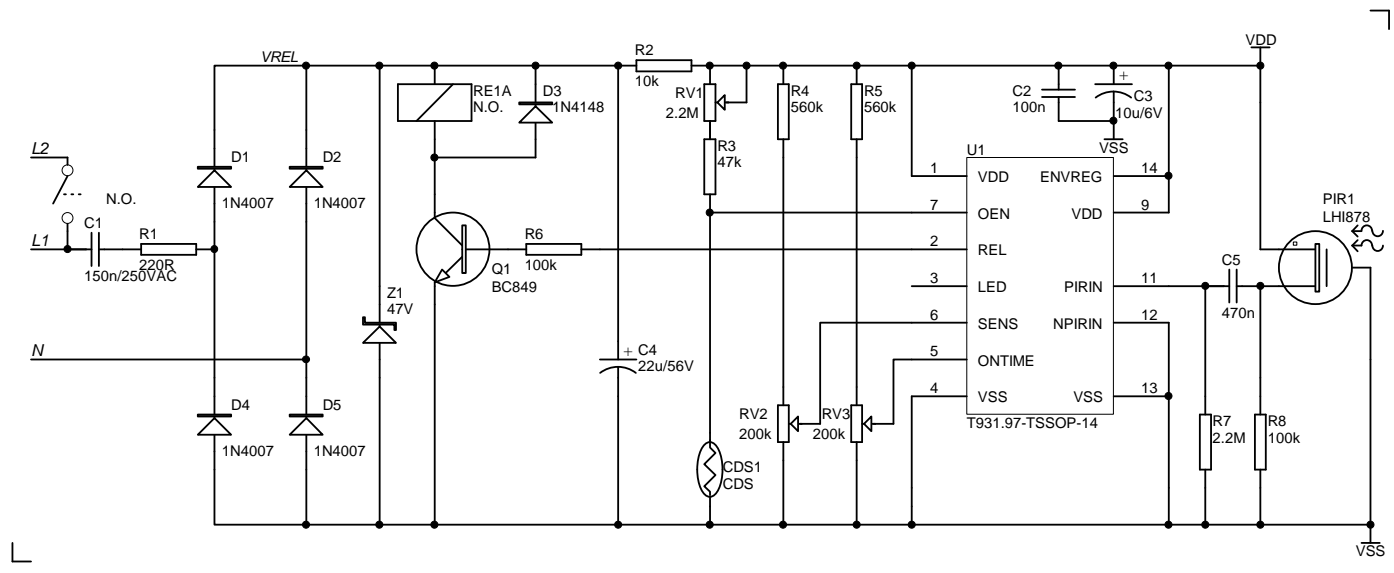 VREL
R2
10k
VDD
RE1A
N.O.
D3
1N4148
RV1
2.2M
R4
560k
R5
560k
C2
100n
+
C3
10u/6V
VSS
R3
47k
L2
N.O.
D1
1N4007
D2
1N4007
L1
C1
150n/250VAC
R1
220R
Q1
BC849
R6
100k
Z1
47V
N
+
C4
22u/56V
D4
1N4007
D5
1N4007
RV2
200k
RV3
200k
CDS1
CDS
U1
1 VDD ENVREG 14
7 OEN VDD 9
2 REL
3 LED PIRIN 11
6 SENS NPIRIN 12
5 ONTIME
4 VSS VSS 13
T931.97-TSSOP-14
PIR1
LHI878
C5
470n
R7
2.2M
R8
100k
VSS